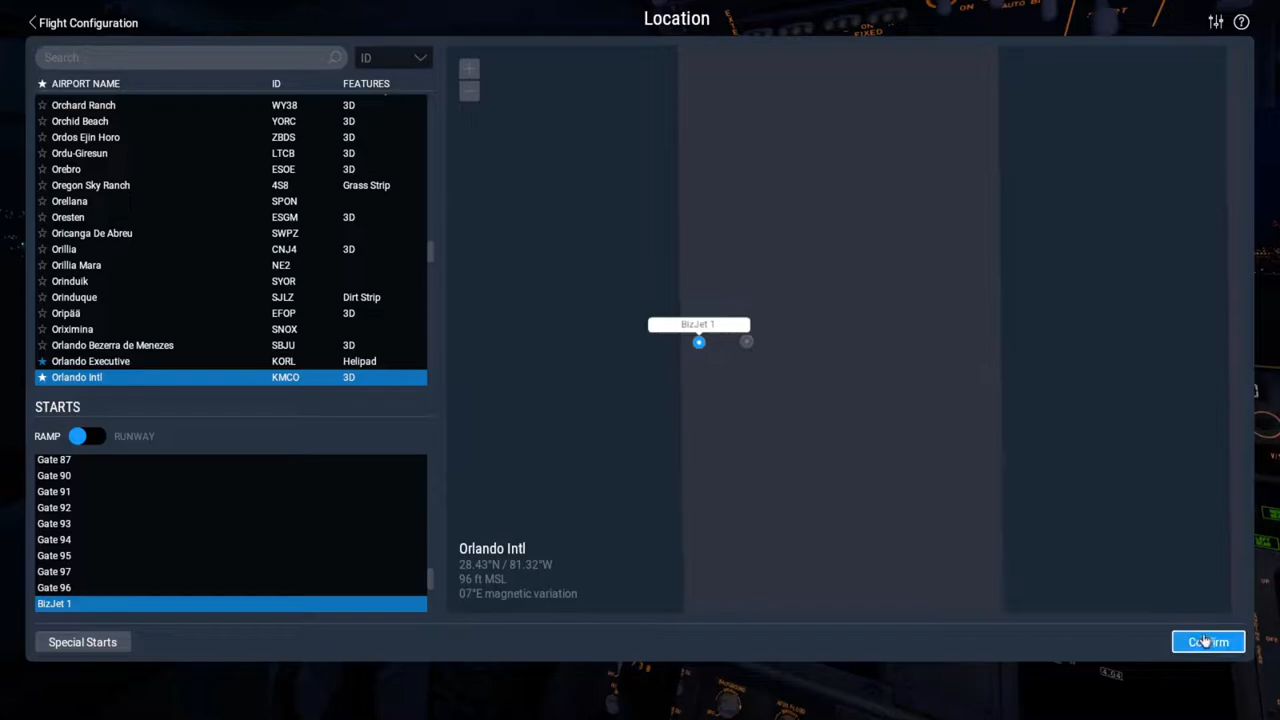 Flight Configuration
Location
Search...
ID
AIRPORT NAME ID FEATURES
Orchard Ranch WY38 3D
Orchid Beach YORC 3D
Ordos Ejin Horo ZBDS 3D
Ordu-Giresun LTCB 3D
Orebro ESOE 3D
Oregon Sky Ranch 4S8 Grass Strip
Orellana SPON
Oresten ESGM 3D
Oricanga De Abreu SWPZ
Orillia CNJ4 3D
Orillia Mara NE2
Orinduik SYOR
Orinduque SJLZ Dirt Strip
Oripää EFOP 3D
Oriximina SNOX
Orlando Bezerra de Menezes SBJU 3D
Orlando Executive KORL Helipad
Orlando Intl KMCO 3D
STARTS
RAMP RUNWAY
Gate 87
Gate 90
Gate 91
Gate 92
Gate 93
Gate 94
Gate 95
Gate 97
Gate 96
BizJet 1
BizJet 1
Orlando Intl
28.43°N / 81.32°W
96 ft MSL
07°E magnetic variation
Special Starts
Confirm
ON
FIXED